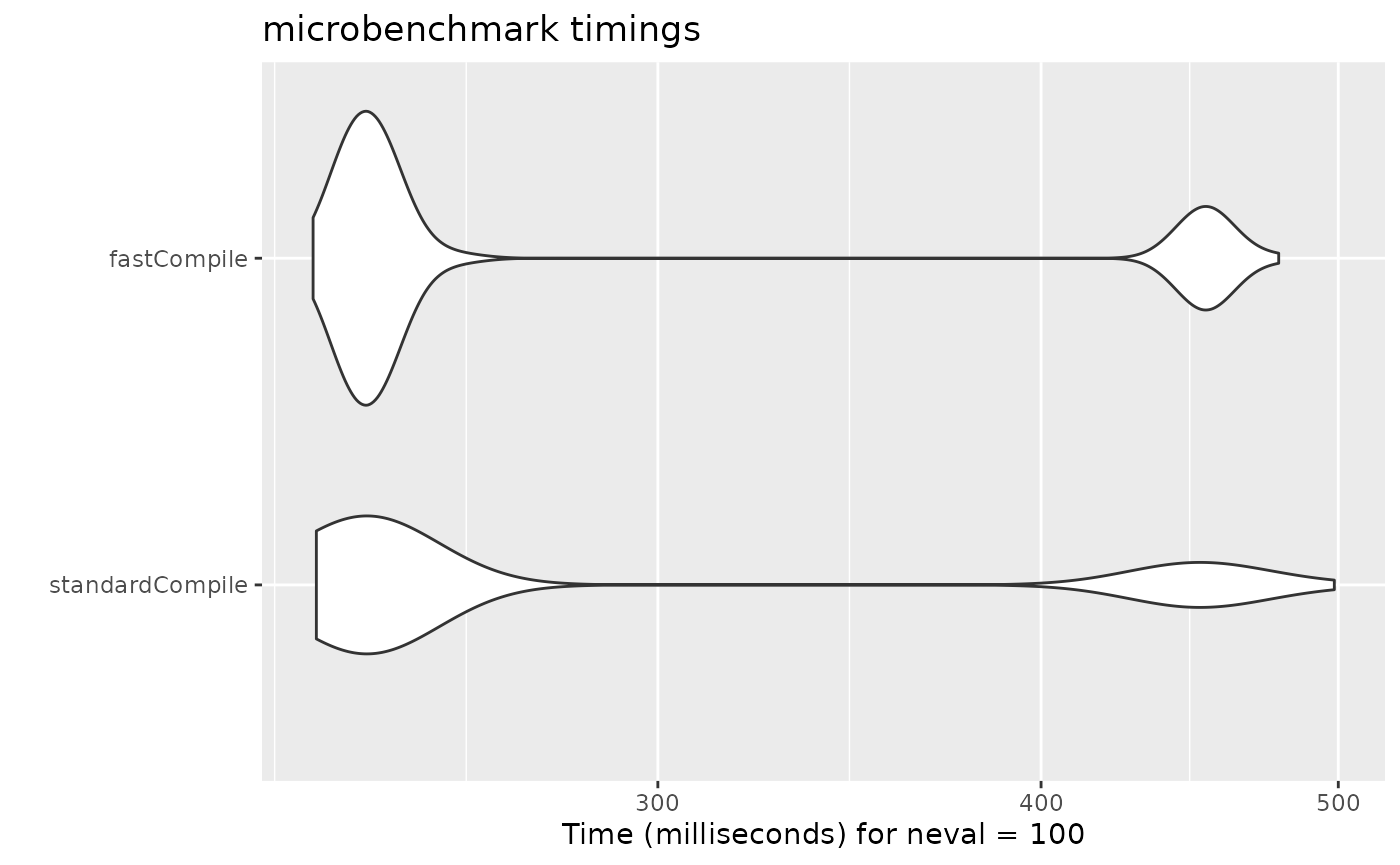 microbenchmark timings
fastCompile
standardCompile
300 400 500
Time (milliseconds) for neval = 100